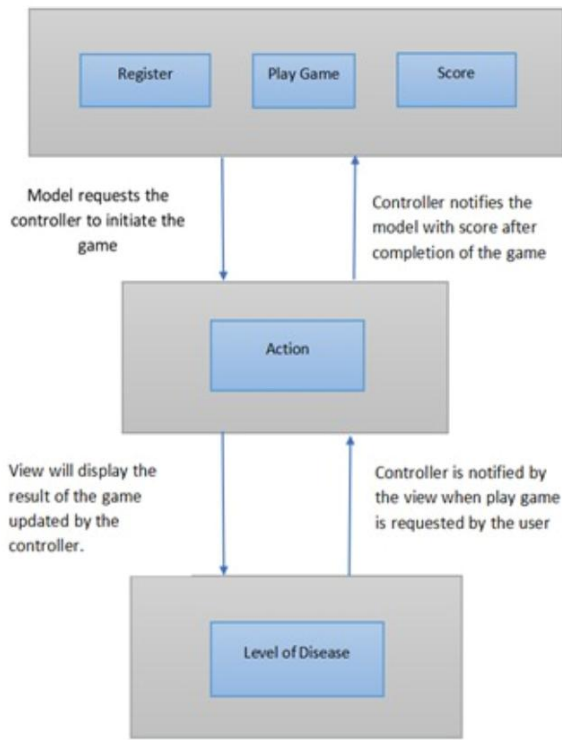 Register
Play Game
Score
Model requests the
controller to initiate the
game
Controller notifies the
model with score after
completion of the game
Action
View will display the
result of the game
updated by the
controller.
Controller is notified by
the view when play game
is requested by the user
Level of Disease